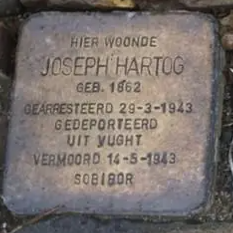 HIER WOONDE
JOSEPH HARTOG
GEB. 1862
GEARRESTEERD 29-3-1943
GEDEPORTEERD
UIT VUGHT
VERMOORD 14-5-1943
SOBIBOR